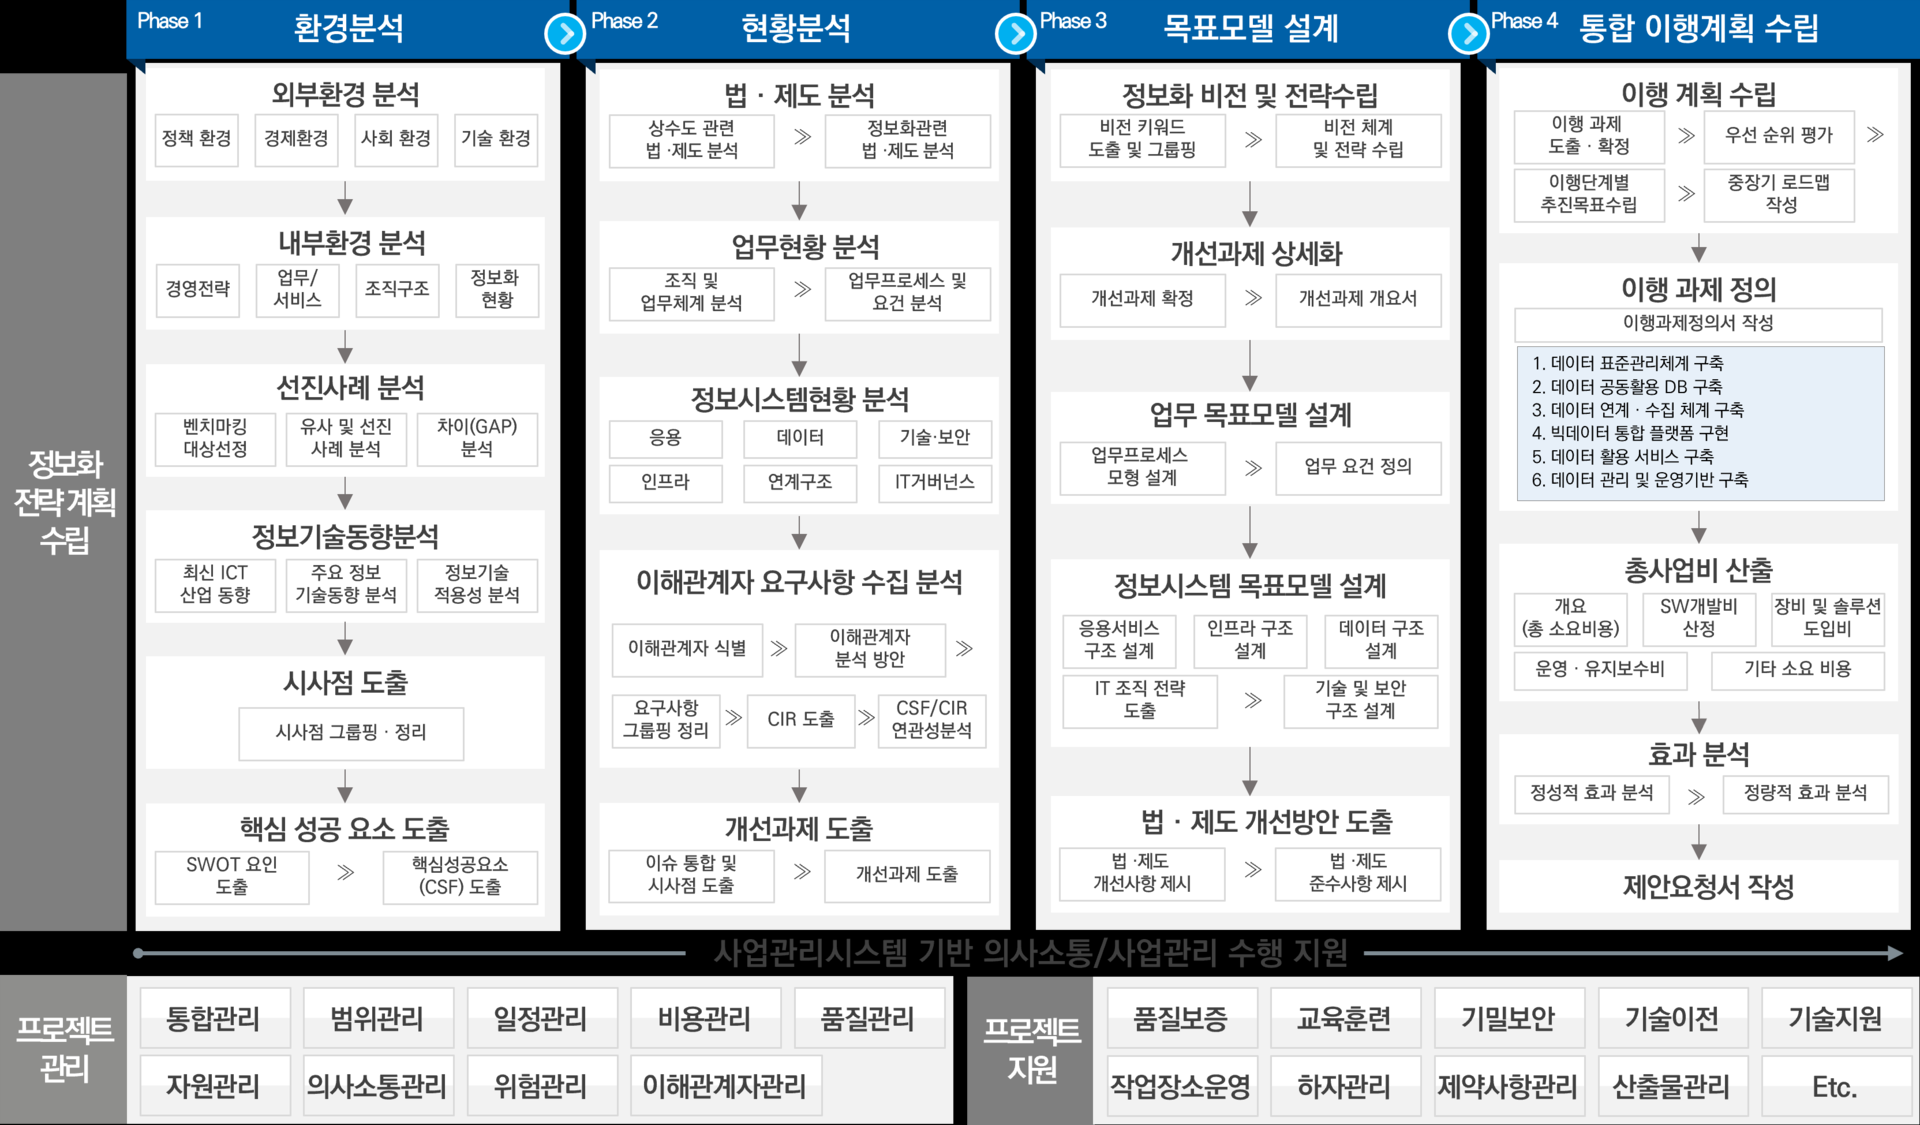 Phase 1
환경분석
Phase 2
현황분석
Phase 3
목표모델 설계
Phase 4
통합 이행계획 수립
정보화
전략 계획
수립
외부환경 분석
정책 환경
경제환경
사회 환경
기술 환경
내부환경 분석
경영전략
업무/
서비스
조직구조
정보화
현황
선진사례 분석
벤치마킹
대상선정
유사 및 선진
사례 분석
차이(GAP)
분석
정보기술동향분석
최신 ICT
산업 동향
주요 정보
기술동향 분석
정보기술
적용성 분석
시사점 도출
시사점 그룹핑 · 정리
핵심 성공 요소 도출
SWOT 요인
도출
≫
핵심성공요소
(CSF) 도출
법 · 제도 분석
상수도 관련
법 ·제도 분석
≫
정보화관련
법 ·제도 분석
업무현황 분석
조직 및
업무체계 분석
≫
업무프로세스 및
요건 분석
정보시스템현황 분석
응용
데이터
기술·보안
인프라
연계구조
IT거버넌스
이해관계자 요구사항 수집 분석
이해관계자 식별
≫
이해관계자
분석 방안
≫
요구사항
그룹핑 정리
≫
CIR 도출
≫
CSF/CIR
연관성분석
개선과제 도출
이슈 통합 및
시사점 도출
≫
개선과제 도출
정보화 비전 및 전략수립
비전 키워드
도출 및 그룹핑
≫
비전 체계
및 전략 수립
개선과제 상세화
개선과제 확정
≫
개선과제 개요서
업무 목표모델 설계
업무프로세스
모형 설계
≫
업무 요건 정의
정보시스템 목표모델 설계
응용서비스
구조 설계
인프라 구조
설계
데이터 구조
설계
IT 조직 전략
도출
≫
기술 및 보안
구조 설계
법 · 제도 개선방안 도출
법 ·제도
개선사항 제시
≫
법 ·제도
준수사항 제시
이행 계획 수립
이행 과제
도출 · 확정
≫
우선 순위 평가
≫
이행단계별
추진목표수립
≫
중장기 로드맵
작성
이행 과제 정의
이행과제정의서 작성
1. 데이터 표준관리체계 구축
2. 데이터 공동활용 DB 구축
3. 데이터 연계 · 수집 체계 구축
4. 빅데이터 통합 플랫폼 구현
5. 데이터 활용 서비스 구축
6. 데이터 관리 및 운영기반 구축
총사업비 산출
개요
(총 소요비용)
SW개발비
산정
장비 및 솔루션
도입비
운영 · 유지보수비
기타 소요 비용
효과 분석
정성적 효과 분석
≫
정량적 효과 분석
제안요청서 작성
사업관리시스템 기반 의사소통/사업관리 수행 지원
프로젝트
관리
통합관리
범위관리
일정관리
비용관리
품질관리
자원관리
의사소통관리
위험관리
이해관계자관리
프로젝트
지원
품질보증
교육훈련
기밀보안
기술이전
기술지원
작업장소운영
하자관리
제약사항관리
산출물관리
Etc.